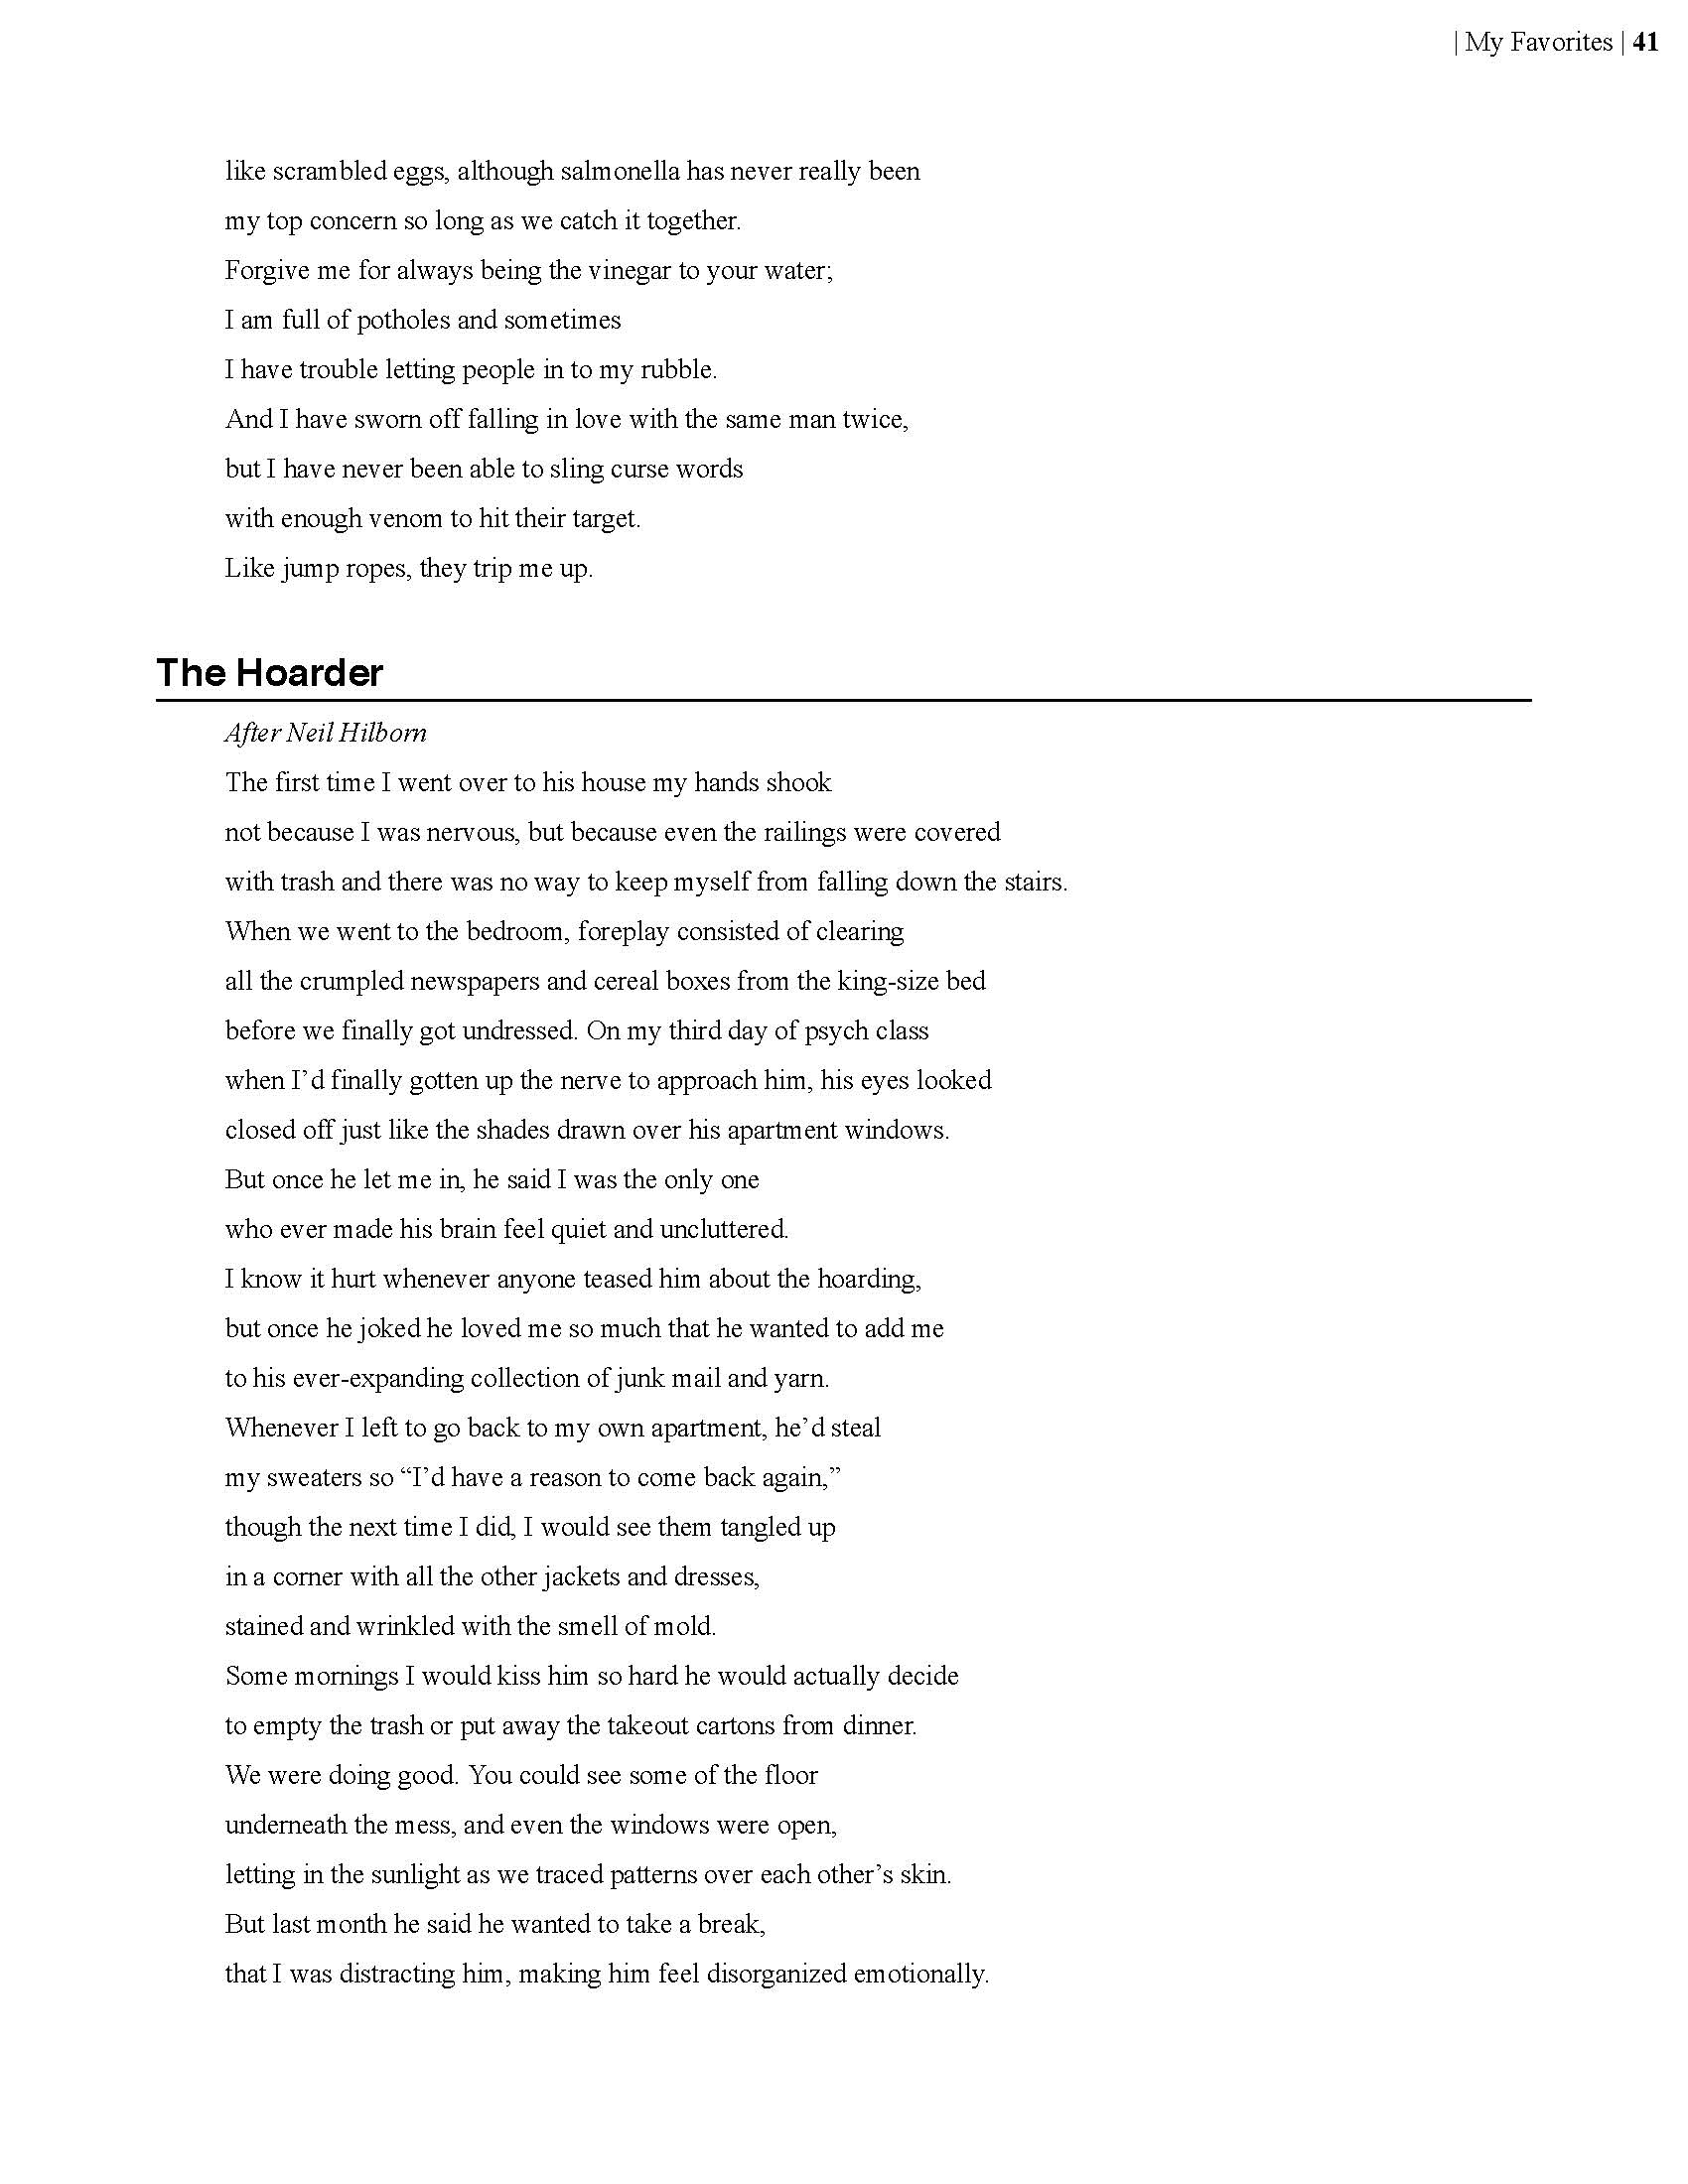 | My Favorites | 41
like scrambled eggs, although salmonella has never really been
my top concern so long as we catch it together.
Forgive me for always being the vinegar to your water;
I am full of potholes and sometimes
I have trouble letting people in to my rubble.
And I have sworn off falling in love with the same man twice,
but I have never been able to sling curse words
with enough venom to hit their target.
Like jump ropes, they trip me up.
The Hoarder
After Neil Hilborn
The first time I went over to his house my hands shook
not because I was nervous, but because even the railings were covered
with trash and there was no way to keep myself from falling down the stairs.
When we went to the bedroom, foreplay consisted of clearing
all the crumpled newspapers and cereal boxes from the king-size bed
before we finally got undressed. On my third day of psych class
when I’d finally gotten up the nerve to approach him, his eyes looked
closed off just like the shades drawn over his apartment windows.
But once he let me in, he said I was the only one
who ever made his brain feel quiet and uncluttered.
I know it hurt whenever anyone teased him about the hoarding,
but once he joked he loved me so much that he wanted to add me
to his ever-expanding collection of junk mail and yarn.
Whenever I left to go back to my own apartment, he’d steal
my sweaters so “I’d have a reason to come back again,”
though the next time I did, I would see them tangled up
in a corner with all the other jackets and dresses,
stained and wrinkled with the smell of mold.
Some mornings I would kiss him so hard he would actually decide
to empty the trash or put away the takeout cartons from dinner.
We were doing good. You could see some of the floor
underneath the mess, and even the windows were open,
letting in the sunlight as we traced patterns over each other’s skin.
But last month he said he wanted to take a break,
that I was distracting him, making him feel disorganized emotionally.